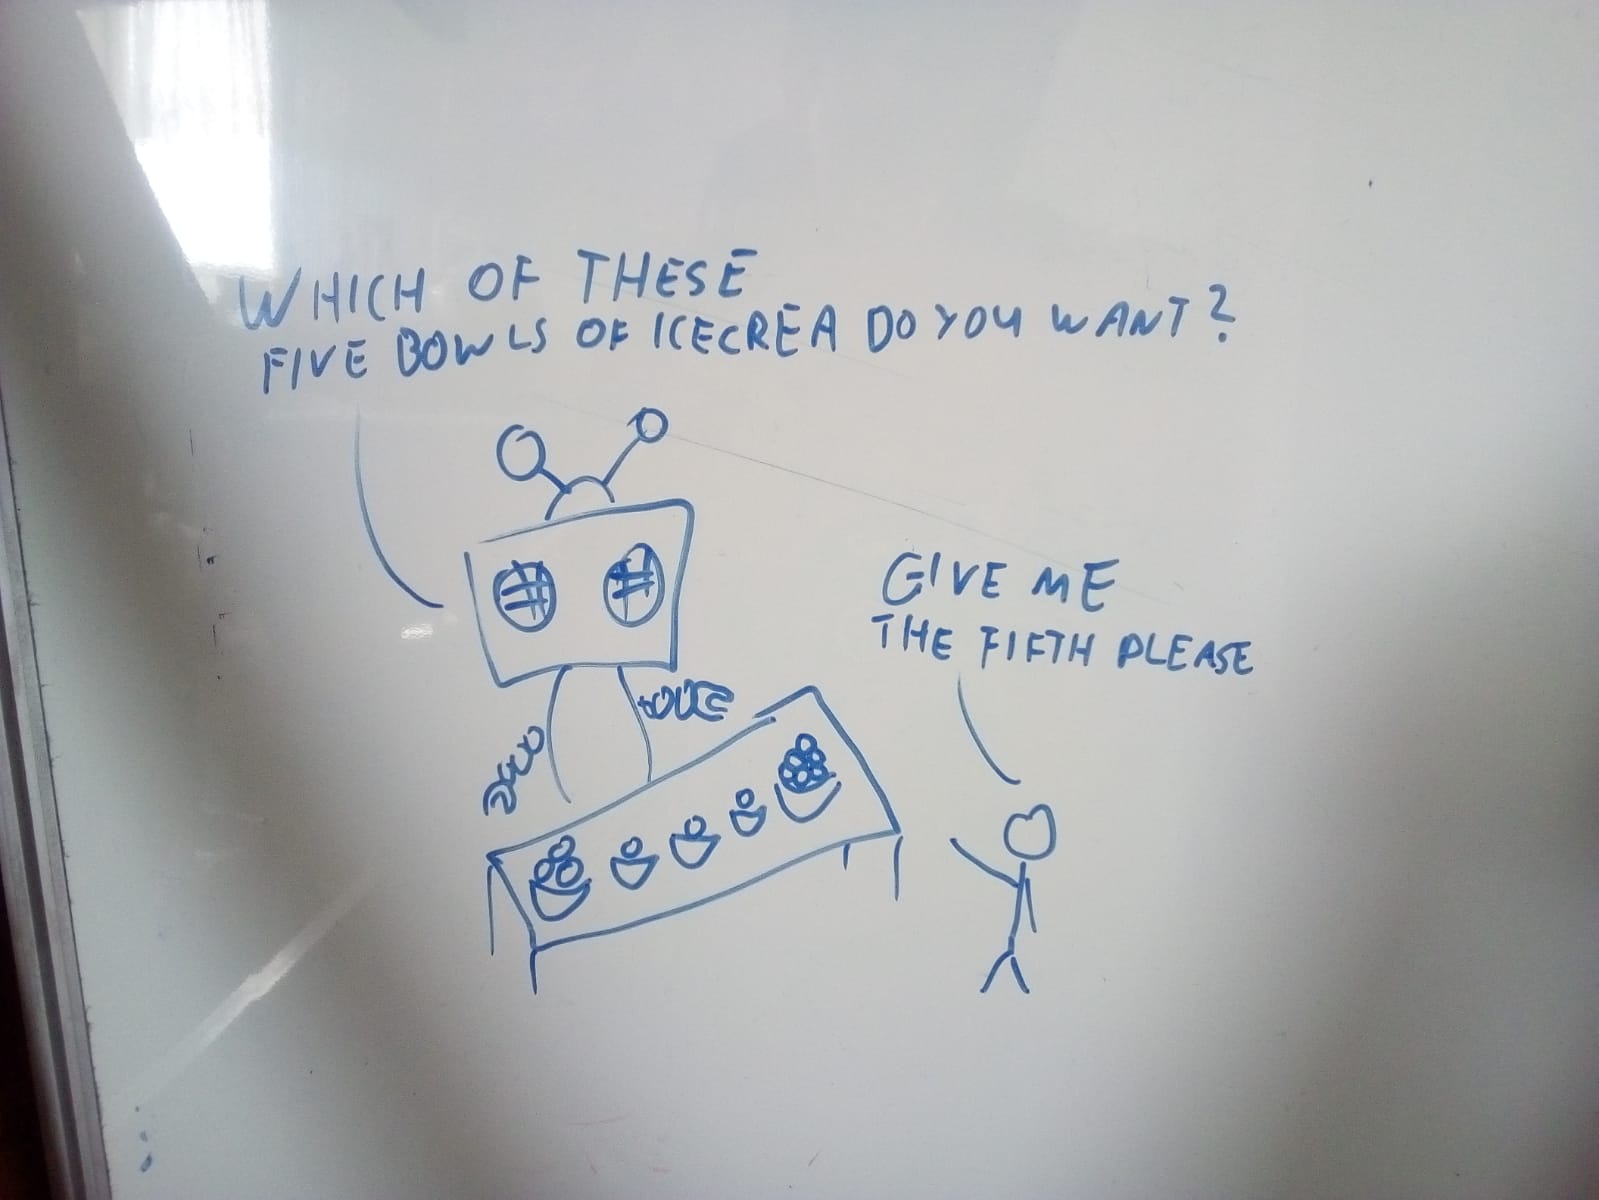 WHICH OF THESE
FIVE BOWLS OF ICECREA DO YOU WANT?
GIVE ME
THE FIFTH PLEASE